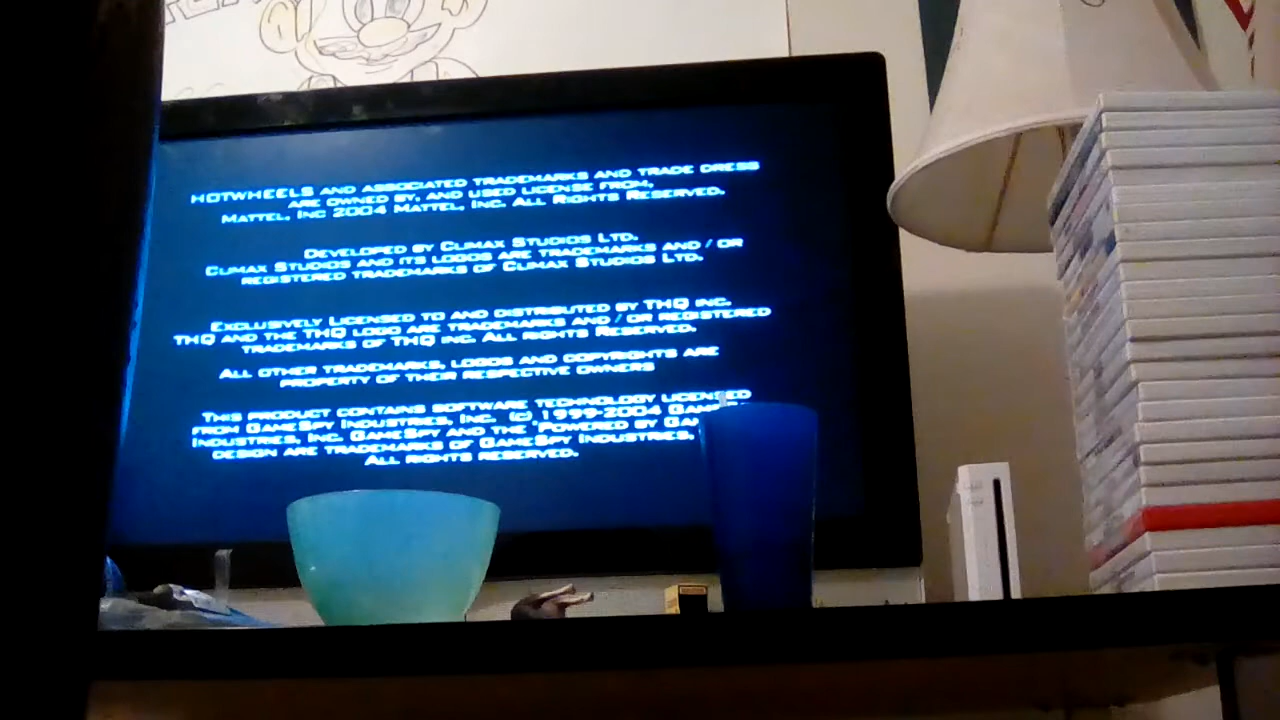 HOTWHEELS AND ASSOCIATED TRADEMARKS AND TRADE DRESS
ARE OWNED BY, AND USED LICENSE FROM,
MATTEL, INC 2004 MATTEL, INC. ALL RIGHTS RESERVED.
DEVELOPED BY CLIMAX STUDIOS LTD.
CLIMAX STUDIOS AND ITS LOGOS ARE TRADEMARKS AND / OR
REGISTERED TRADEMARKS OF CLIMAX STUDIOS LTD.
EXCLUSIVELY LICENSED TO AND DISTRIBUTED BY THQ INC.
THQ AND THE THQ LOGO ARE TRADEMARKS AND / OR REGISTERED
TRADEMARKS OF THQ INC. ALL RIGHTS RESERVED.
ALL OTHER TRADEMARKS, LOGOS AND COPYRIGHTS ARE
PROPERTY OF THEIR RESPECTIVE OWNERS
THIS PRODUCT CONTAINS SOFTWARE TECHNOLOGY LICENSED
FROM GAMESPY INDUSTRIES, INC. (C) 1999-2004
INDUSTRIES, INC. GAMESPY AND THE "POWERED BY
DESIGN ARE TRADEMARKS OF GAMESPY INDUSTRIES,
ALL RIGHTS RESERVED.